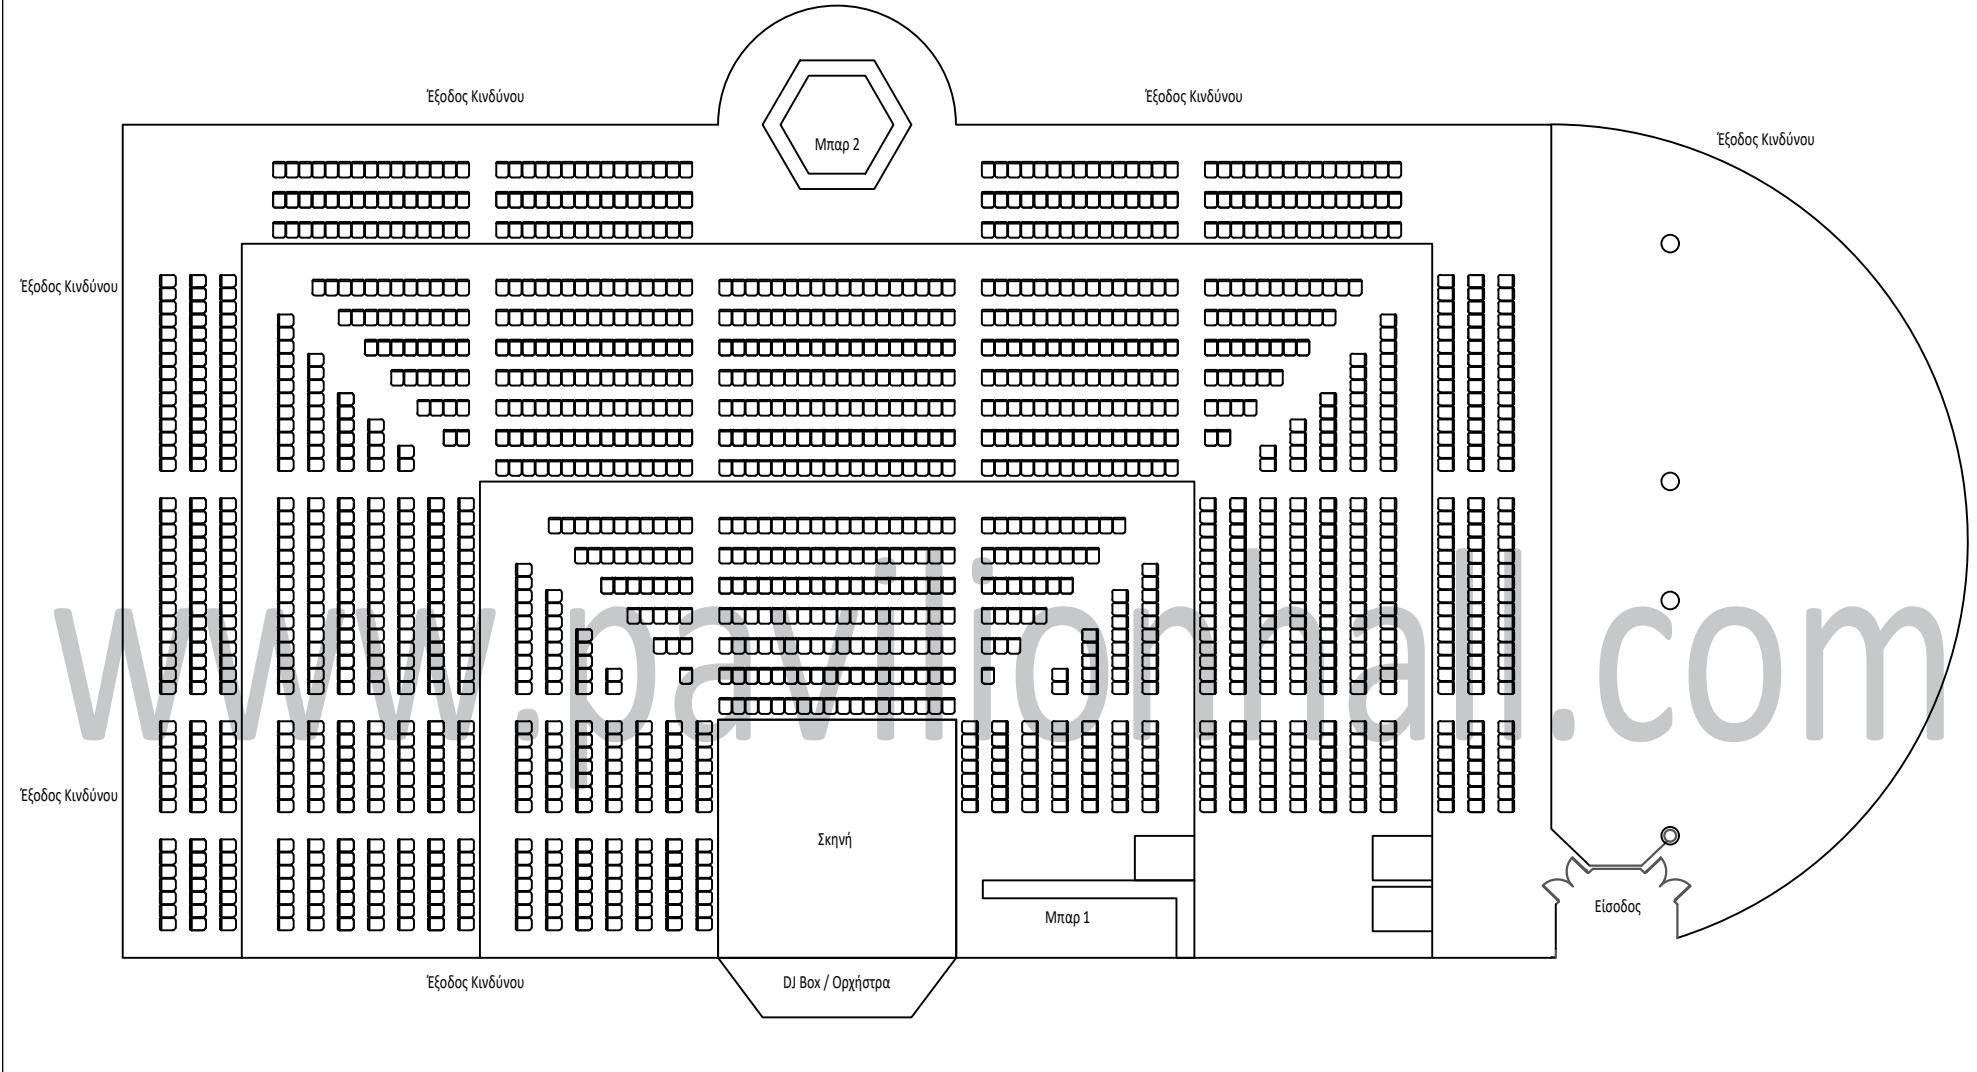 Έξοδος Κινδύνου
Έξοδος Κινδύνου
Έξοδος Κινδύνου
Μπαρ 2
Έξοδος Κινδύνου
www.pavilionhall.com
Έξοδος Κινδύνου
Σκηνή
Είσοδος
Μπαρ 1
Έξοδος Κινδύνου
DJ Box / Ορχήστρα